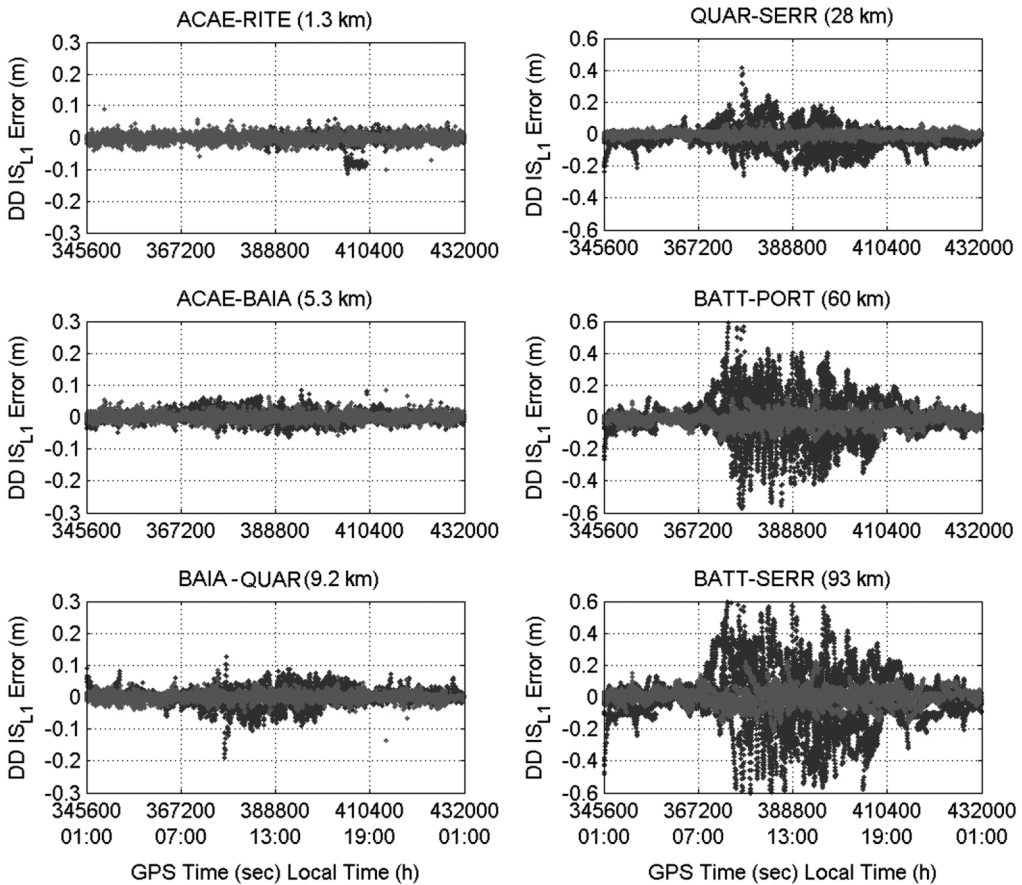 ACAE-RITE (1.3 km)
DD IS_L1 Error (m)
0.3
0.2
0.1
0
-0.1
-0.2
-0.3
345600 367200 388800 410400 432000
QUAR-SERR (28 km)
DD IS_L1 Error (m)
0.6
0.4
0.2
0
-0.2
-0.4
-0.6
345600 367200 388800 410400 432000
ACAE-BAIA (5.3 km)
DD IS_L1 Error (m)
0.3
0.2
0.1
0
-0.1
-0.2
-0.3
345600 367200 388800 410400 432000
BATT-PORT (60 km)
DD IS_L1 Error (m)
0.6
0.4
0.2
0
-0.2
-0.4
-0.6
345600 367200 388800 410400 432000
BAIA-QUAR (9.2 km)
DD IS_L1 Error (m)
0.3
0.2
0.1
0
-0.1
-0.2
-0.3
345600 367200 388800 410400 432000
01:00 07:00 13:00 19:00 01:00
GPS Time (sec) Local Time (h)
BATT-SERR (93 km)
DD IS_L1 Error (m)
0.6
0.4
0.2
0
-0.2
-0.4
-0.6
345600 367200 388800 410400 432000
01:00 07:00 13:00 19:00 01:00
GPS Time (sec) Local Time (h)